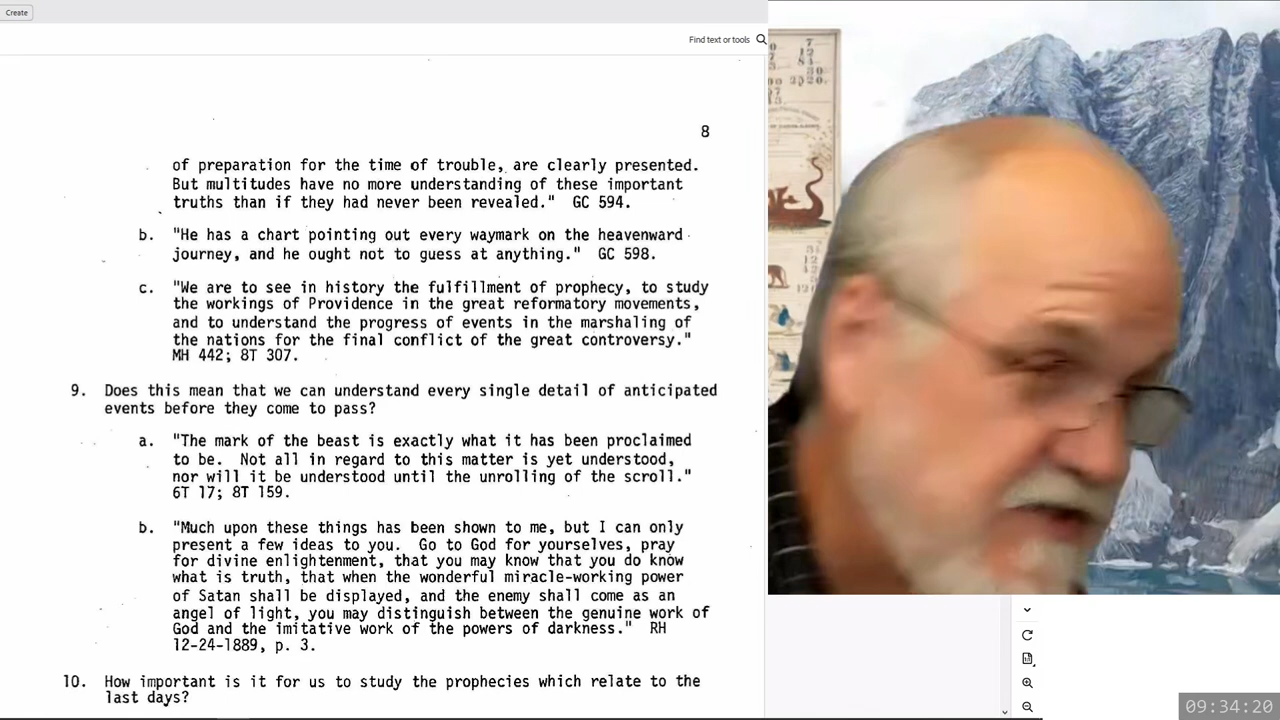 Create
Find text or tools
8
of preparation for the time of trouble, are clearly presented.
But multitudes have no more understanding of these important
truths than if they had never been revealed." GC 594.
b. "He has a chart pointing out every waymark on the heavenward
journey, and he ought not to guess at anything." GC 598.
c. "We are to see in history the fulfillment of prophecy, to study
the workings of Providence in the great reformatory movements,
and to understand the progress of events in the marshaling of
the nations for the final conflict of the great controversy."
MH 442; 8T 307.
9. Does this mean that we can understand every single detail of anticipated
events before they come to pass?
a. "The mark of the beast is exactly what it has been proclaimed
to be. Not all in regard to this matter is yet understood,
nor will it be understood until the unrolling of the scroll."
6T 17; 8T 159.
b. "Much upon these things has been shown to me, but I can only
present a few ideas to you. Go to God for yourselves, pray
for divine enlightenment, that you may know that you do know
what is truth, that when the wonderful miracle-working power
of Satan shall be displayed, and the enemy shall come as an
angel of light, you may distinguish between the genuine work of
God and the imitative work of the powers of darkness." RH
12-24-1889, p. 3.
10. How important is it for us to study the prophecies which relate to the
last days?
09:34:20